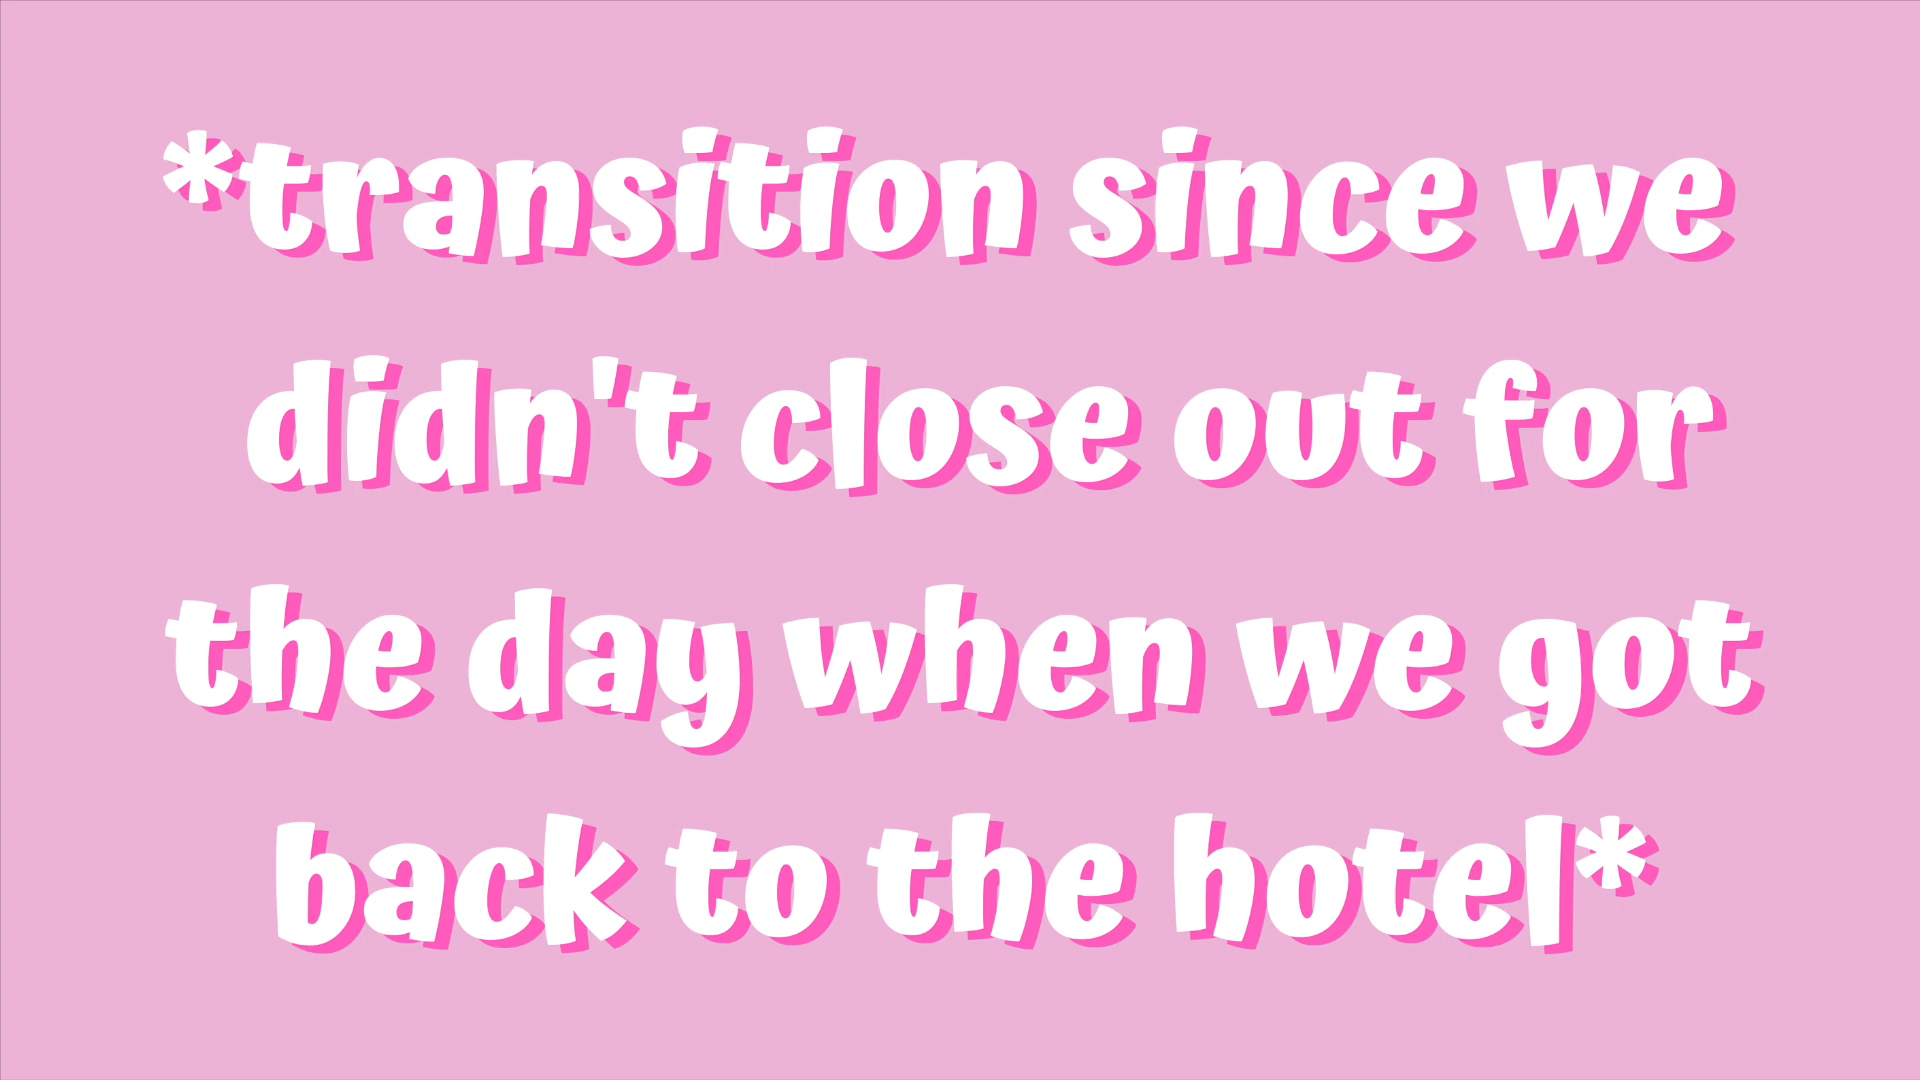 *transition since we
didn't close out for
the day when we got
back to the hotel*